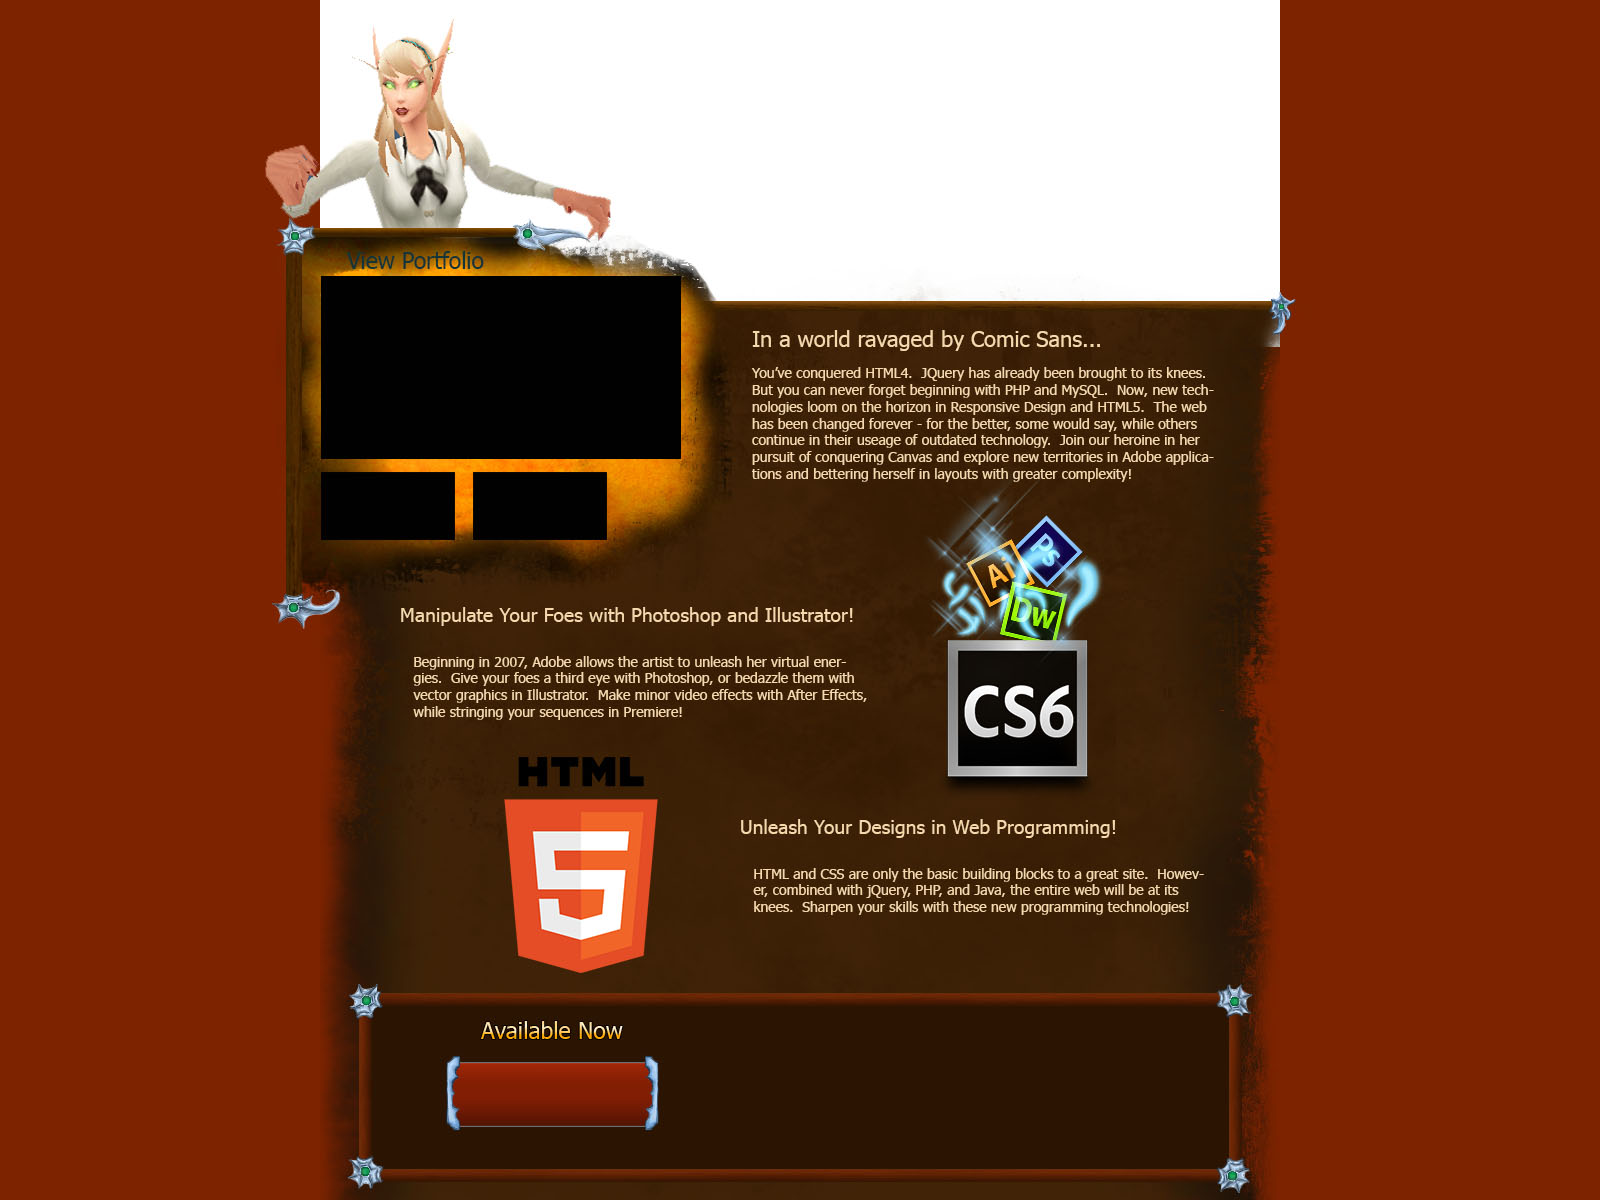 View Portfolio
In a world ravaged by Comic Sans...
You've conquered HTML4.  JQuery has already been brought to its knees.
But you can never forget beginning with PHP and MySQL.  Now, new tech-
nologies loom on the horizon in Responsive Design and HTML5.  The web
has been changed forever - for the better, some would say, while others
continue in their useage of outdated technology.  Join our heroine in her
pursuit of conquering Canvas and explore new territories in Adobe applica-
tions and bettering herself in layouts with greater complexity!
Ps
Ai
Dw
CS6
Manipulate Your Foes with Photoshop and Illustrator!
Beginning in 2007, Adobe allows the artist to unleash her virtual ener-
gies.  Give your foes a third eye with Photoshop, or bedazzle them with
vector graphics in Illustrator.  Make minor video effects with After Effects,
while stringing your sequences in Premiere!
HTML
5
Unleash Your Designs in Web Programming!
HTML and CSS are only the basic building blocks to a great site.  Howev-
er, combined with jQuery, PHP, and Java, the entire web will be at its
knees.  Sharpen your skills with these new programming technologies!
Available Now